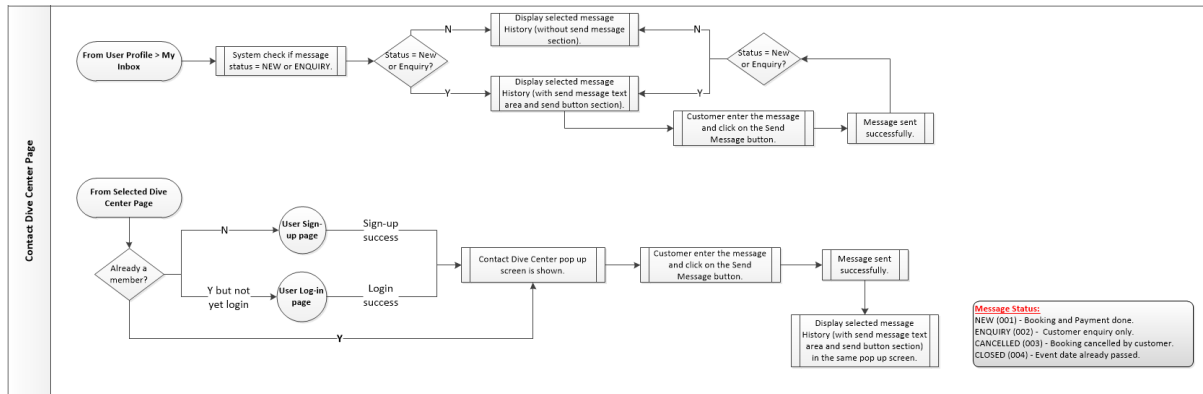 Contact Dive Center Page
From User Profile > My
Inbox
System check if message
status = NEW or ENQUIRY.
Status = New
or Enquiry?
N
Y
Display selected message
History (without send message
section).
Display selected message
History (with send message text
area and send button section).
N
Y
Status = New
or Enquiry?
Customer enter the message
and click on the Send
Message button.
Message sent
successfully.
From Selected Dive
Center Page
Already a
member?
N
User Sign-
up page
Sign-up
success
Y but not
yet login
User Log-in
page
Login
success
Y
Contact Dive Center pop up
screen is shown.
Customer enter the message
and click on the Send
Message button.
Message sent
successfully.
Display selected message
History (with send message text
area and send button section)
in the same pop up screen.
Message Status:
NEW (001) - Booking and Payment done.
ENQUIRY (002) - Customer enquiry only.
CANCELLED (003) - Booking cancelled by customer.
CLOSED (004) - Event date already passed.